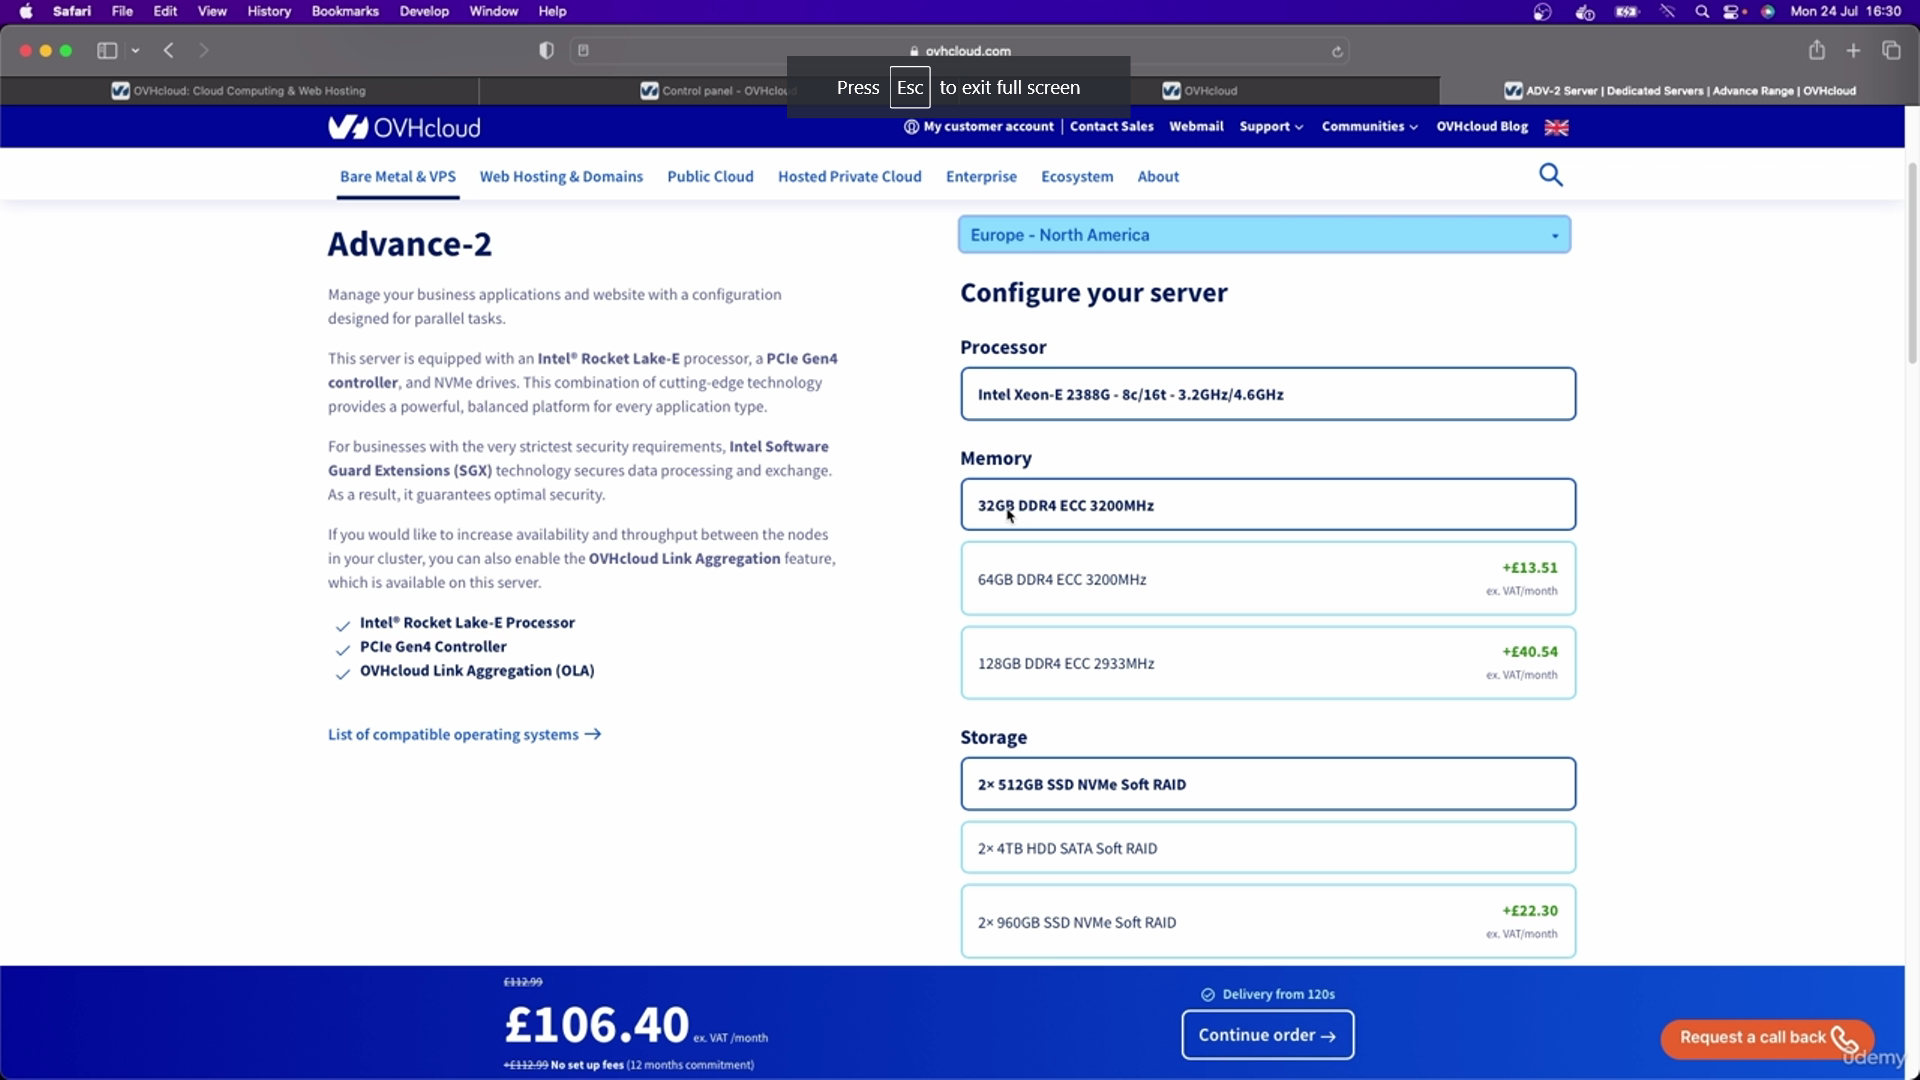 Safari File Edit View History Bookmarks Develop Window Help Mon 24 Jul 16:30
ovhcloud.com
Press Esc to exit full screen
OVHcloud: Cloud Computing & Web Hosting
Control panel - OVHcloud
OVHcloud
ADV-2 Server | Dedicated Servers | Advance Range | OVHcloud
OVHcloud
My customer account | Contact Sales Webmail Support Communities OVHcloud Blog
Bare Metal & VPS Web Hosting & Domains Public Cloud Hosted Private Cloud Enterprise Ecosystem About
Advance-2
Manage your business applications and website with a configuration
designed for parallel tasks.
This server is equipped with an Intel® Rocket Lake-E processor, a PCIe Gen4
controller, and NVMe drives. This combination of cutting-edge technology
provides a powerful, balanced platform for every application type.
For businesses with the very strictest security requirements, Intel Software
Guard Extensions (SGX) technology secures data processing and exchange.
As a result, it guarantees optimal security.
If you would like to increase availability and throughput between the nodes
in your cluster, you can also enable the OVHcloud Link Aggregation feature,
which is available on this server.
Intel® Rocket Lake-E Processor
PCIe Gen4 Controller
OVHcloud Link Aggregation (OLA)
List of compatible operating systems →
Europe - North America
Configure your server
Processor
Intel Xeon-E 2388G - 8c/16t - 3.2GHz/4.6GHz
Memory
32GB DDR4 ECC 3200MHz
64GB DDR4 ECC 3200MHz
+£13.51
ex. VAT/month
128GB DDR4 ECC 2933MHz
+£40.54
ex. VAT/month
Storage
2× 512GB SSD NVMe Soft RAID
2× 4TB HDD SATA Soft RAID
2× 960GB SSD NVMe Soft RAID
+£22.30
ex. VAT/month
£112.99
£106.40 ex. VAT /month
+£112.99 No set up fees (12 months commitment)
Delivery from 120s
Continue order →
Request a call back
udemy